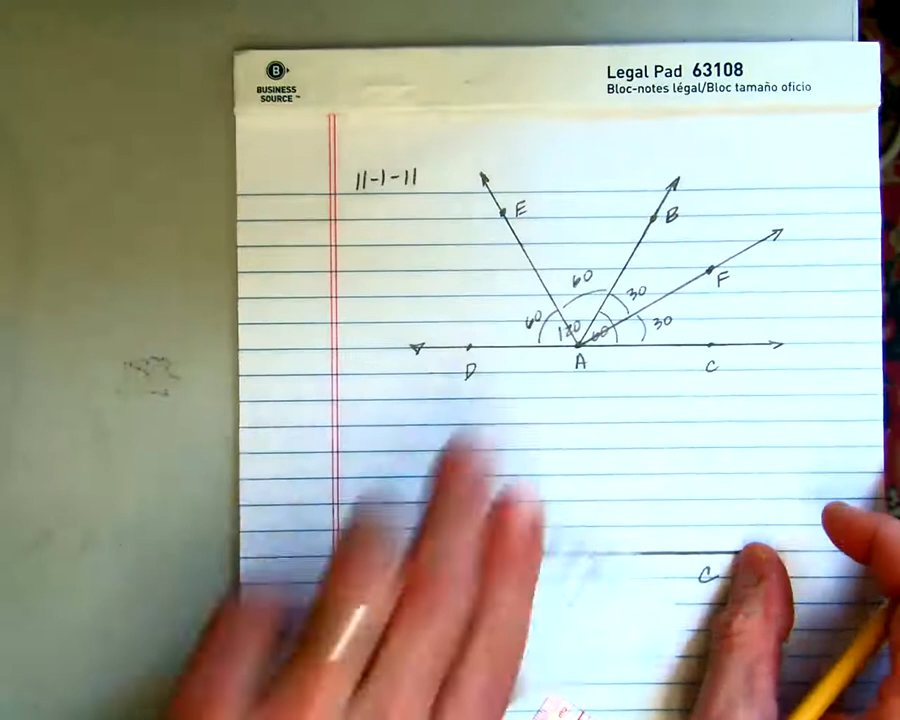 B
BUSINESS
SOURCE™
Legal Pad 63108
Bloc-notes légal/Bloc tamaño oficio
11-1-11
E
B
F
60
30
60
120
60
30
D
A
C
C